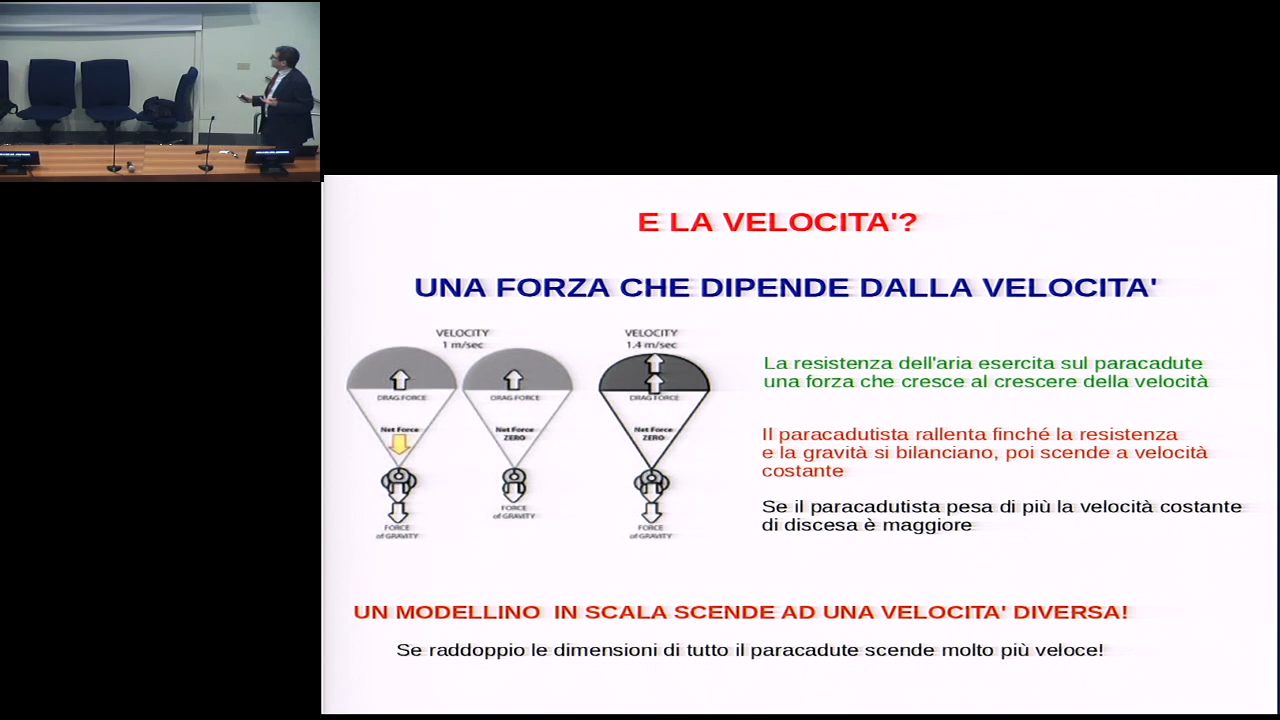 E LA VELOCITA'?
UNA FORZA CHE DIPENDE DALLA VELOCITA'
VELOCITY
1 m/sec
VELOCITY
1.4 m/sec
DRAG FORCE
DRAG FORCE
DRAG FORCE
Net Force
Net Force
ZERO
Net Force
ZERO
FORCE
of GRAVITY
FORCE
of GRAVITY
FORCE
of GRAVITY
La resistenza dell'aria esercita sul paracadute
una forza che cresce al crescere della velocità
Il paracadutista rallenta finché la resistenza
e la gravità si bilanciano, poi scende a velocità
costante
Se il paracadutista pesa di più la velocità costante
di discesa è maggiore
UN MODELLINO IN SCALA SCENDE AD UNA VELOCITA' DIVERSA!
Se raddoppio le dimensioni di tutto il paracadute scende molto più veloce!